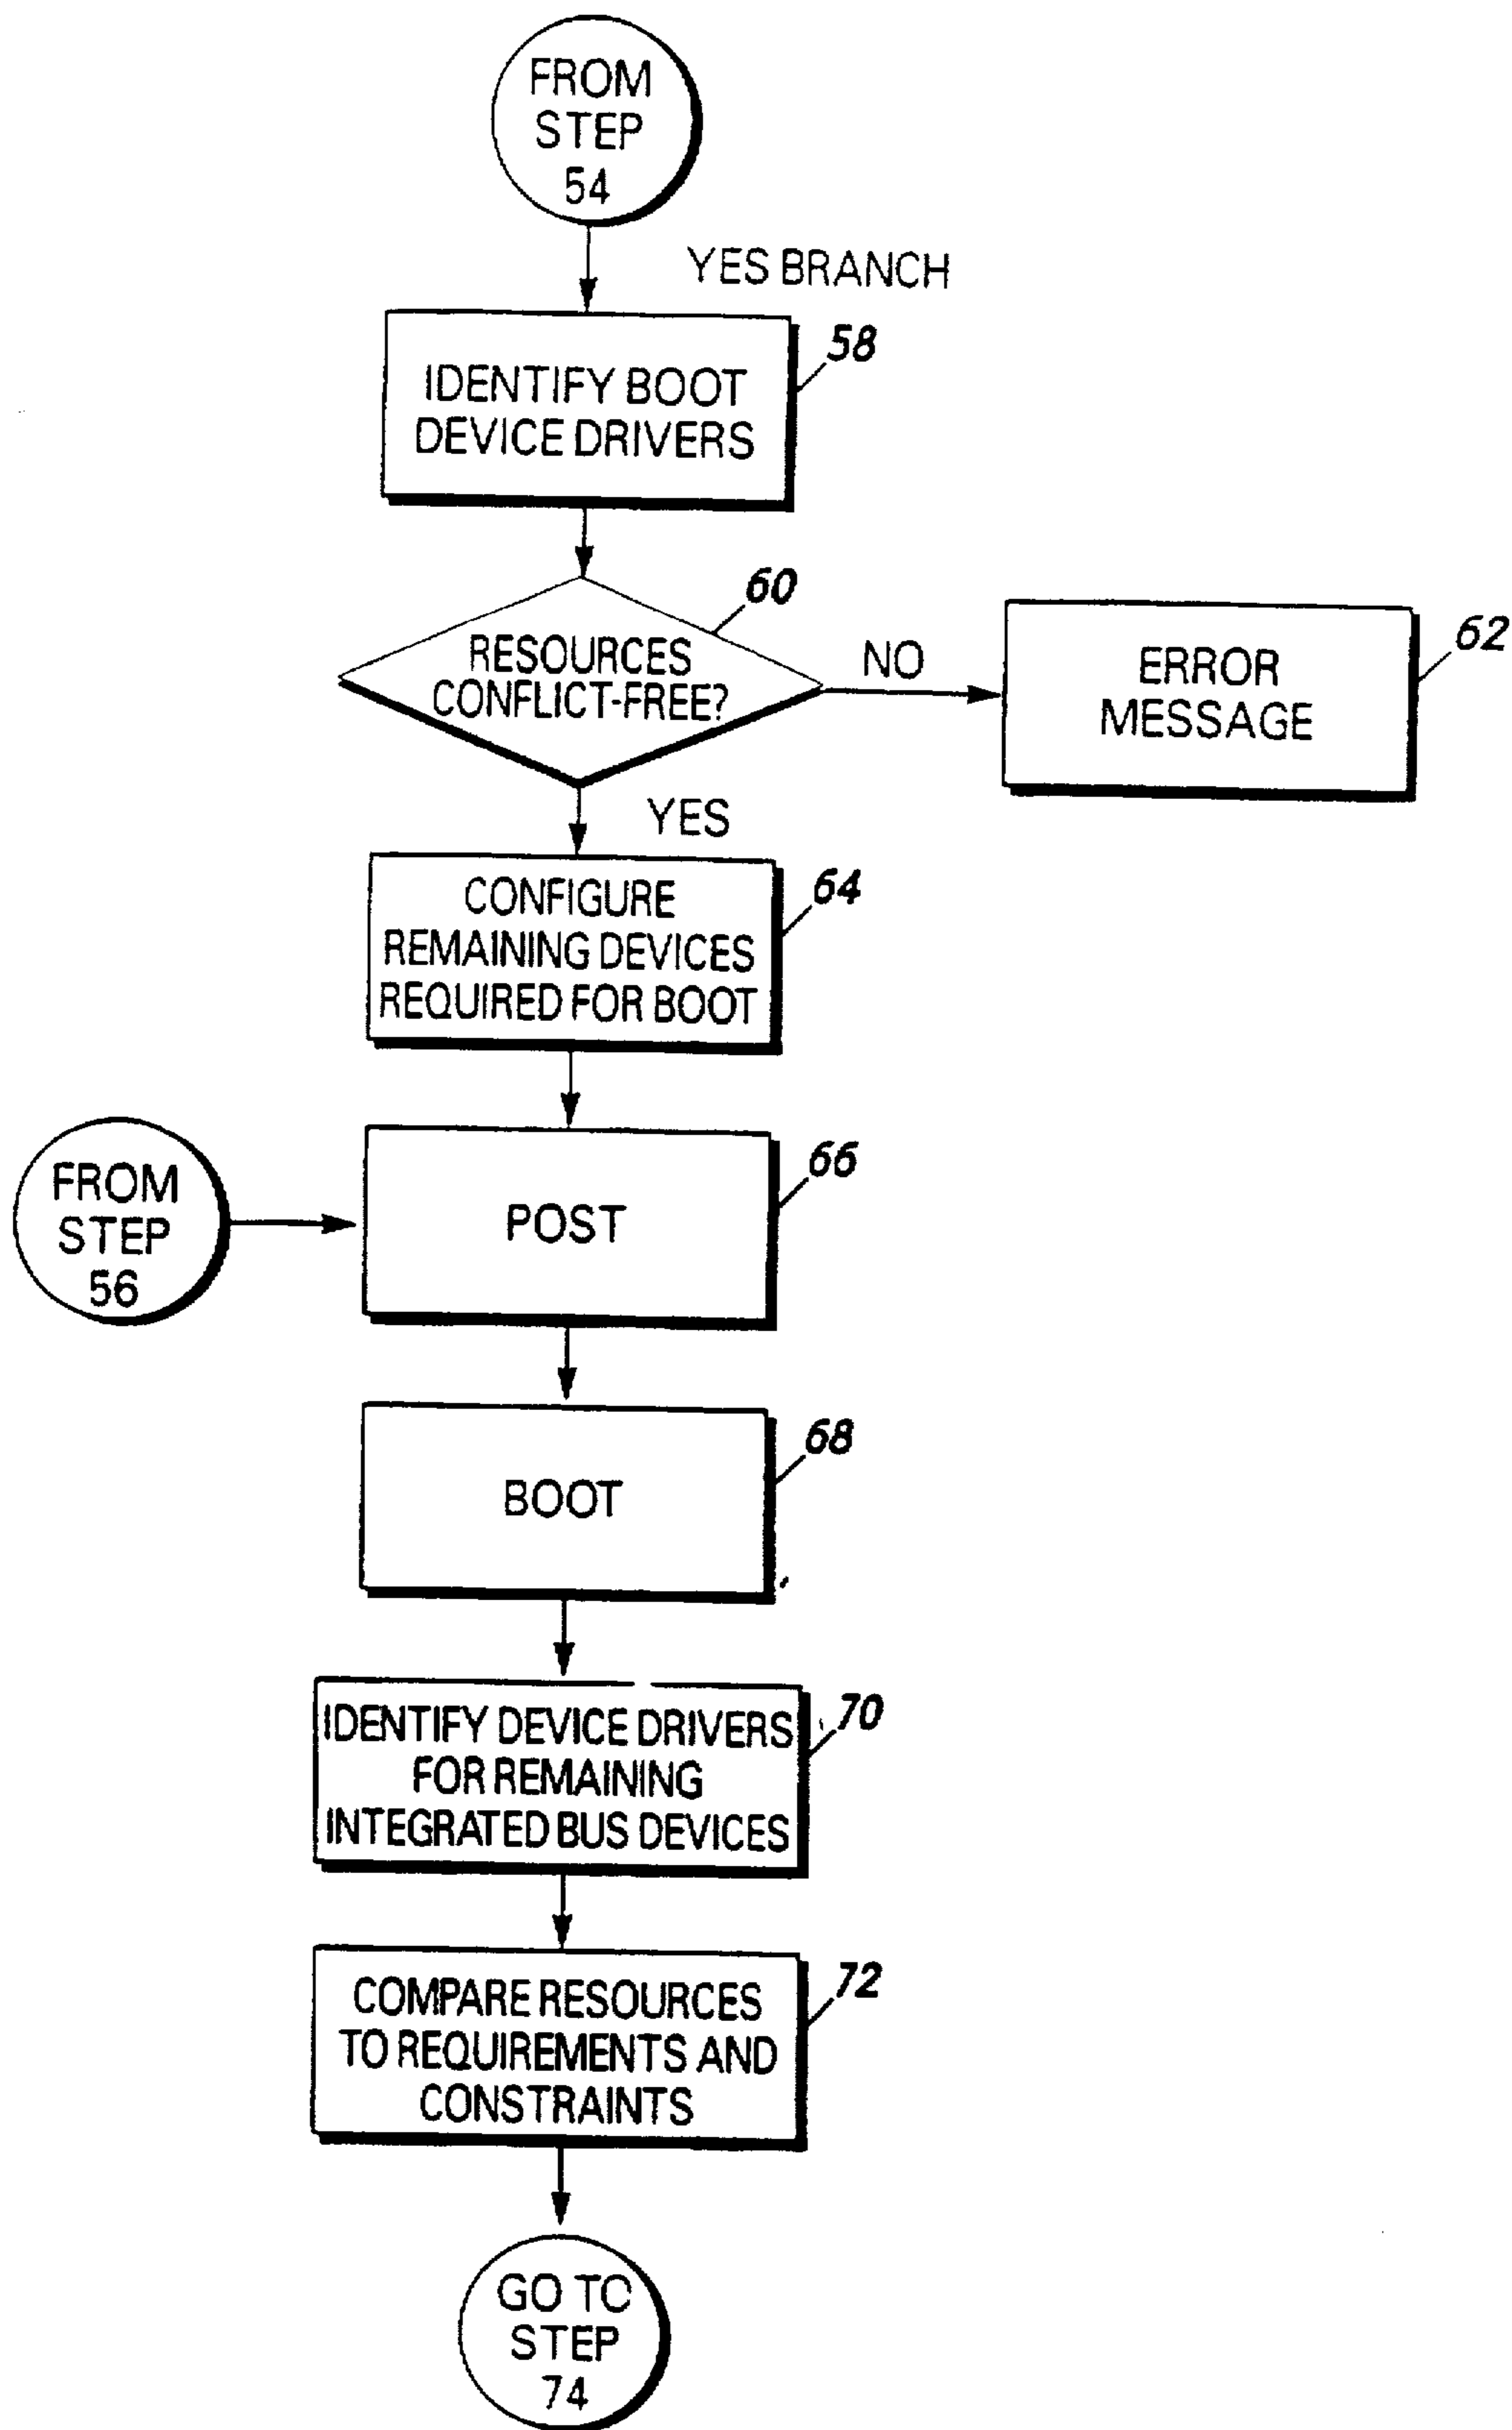 FROM
STEP
54
YES BRANCH
58
IDENTIFY BOOT
DEVICE DRIVERS
60
RESOURCES
CONFLICT-FREE?
NO
62
ERROR
MESSAGE
YES
64
CONFIGURE
REMAINING DEVICES
REQUIRED FOR BOOT
FROM
STEP
56
66
POST
68
BOOT
70
IDENTIFY DEVICE DRIVERS
FOR REMAINING
INTEGRATED BUS DEVICES
72
COMPARE RESOURCES
TO REQUIREMENTS AND
CONSTRAINTS
GO TO
STEP
74